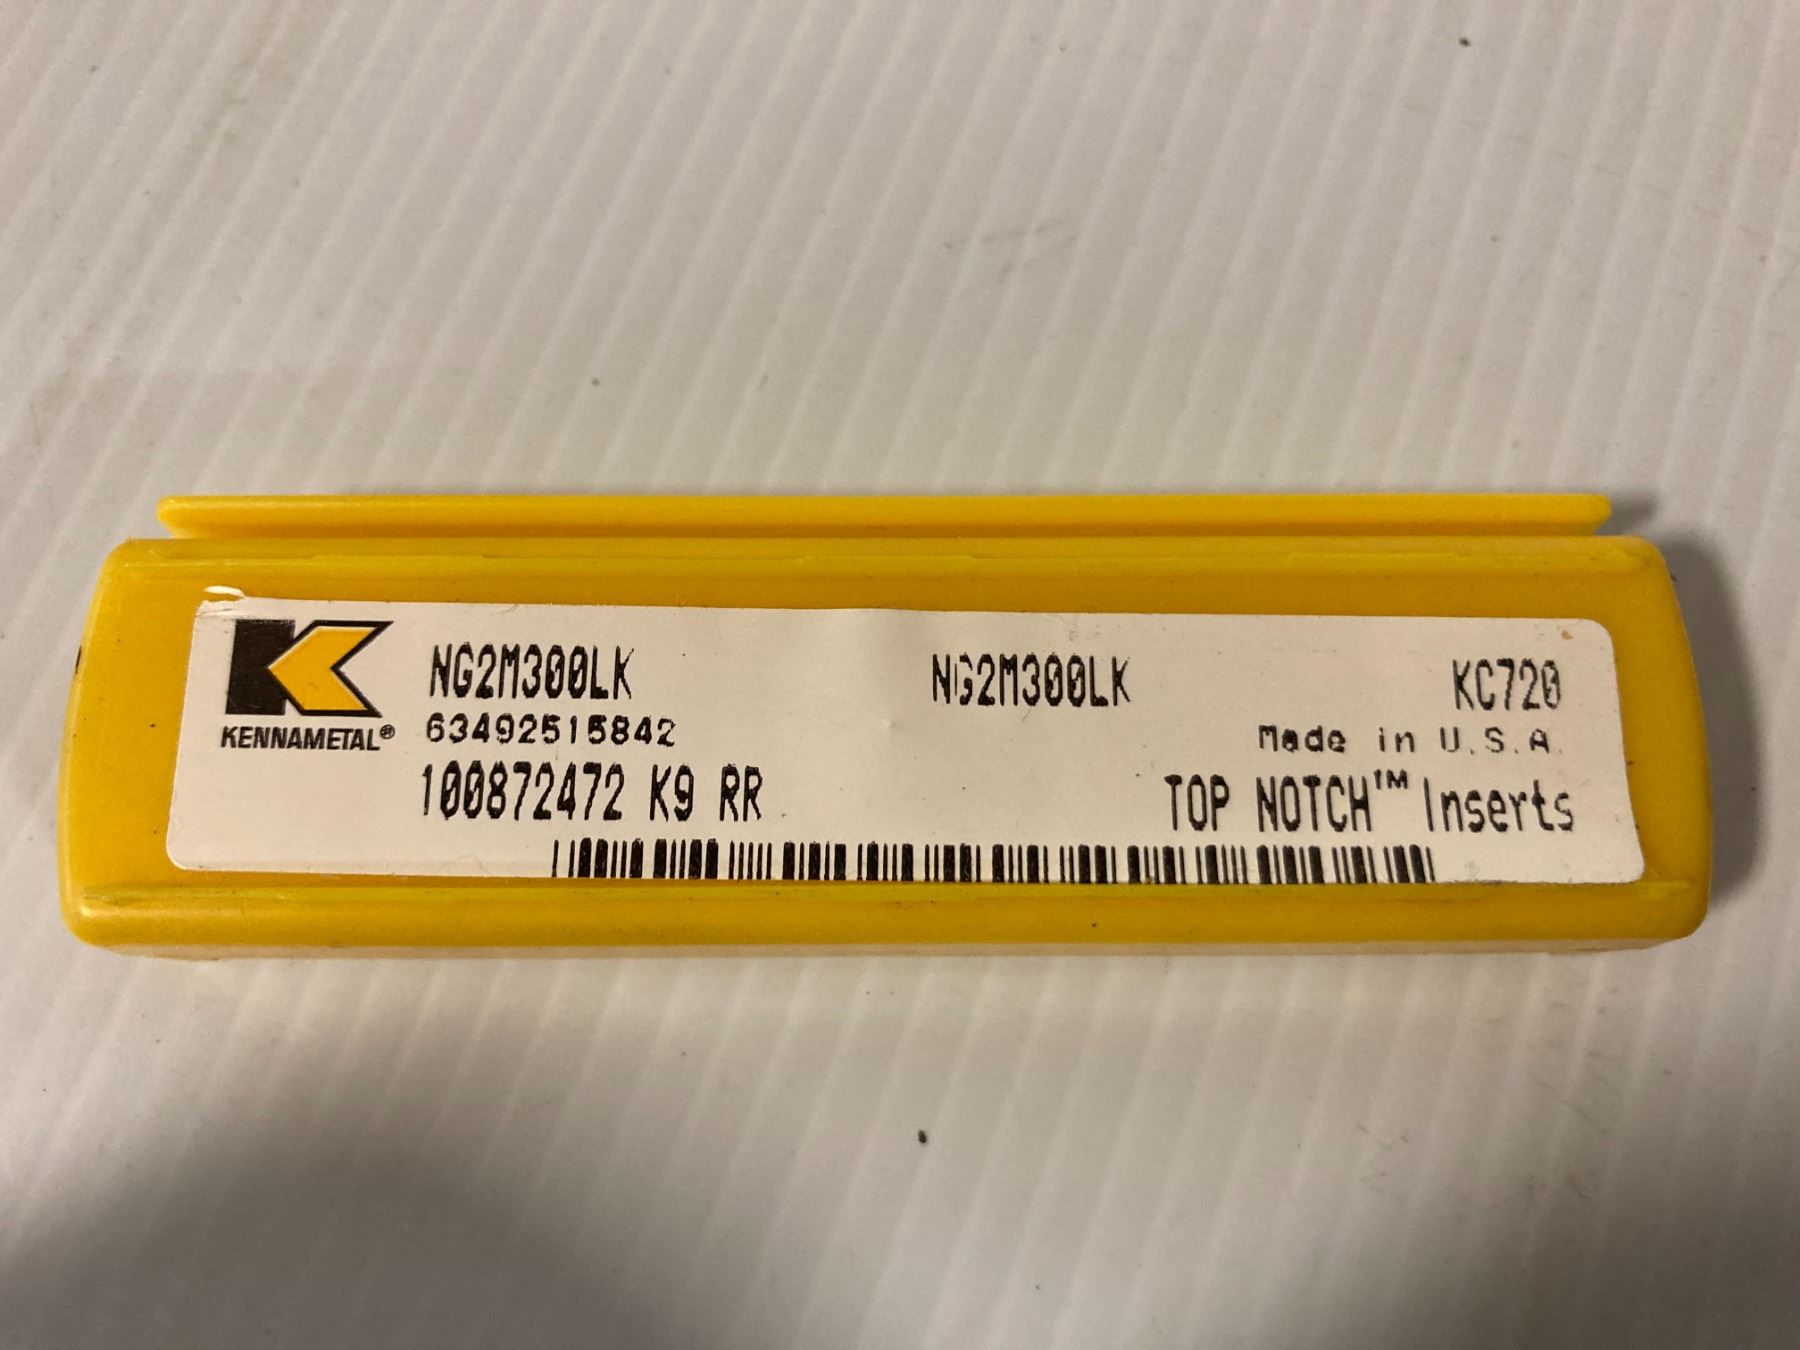 NG2M300LK NG2M300LK KC720
KENNAMETAL® 63492515842 Made in U.S.A.
100872472 K9 RR TOP NOTCH™ Inserts